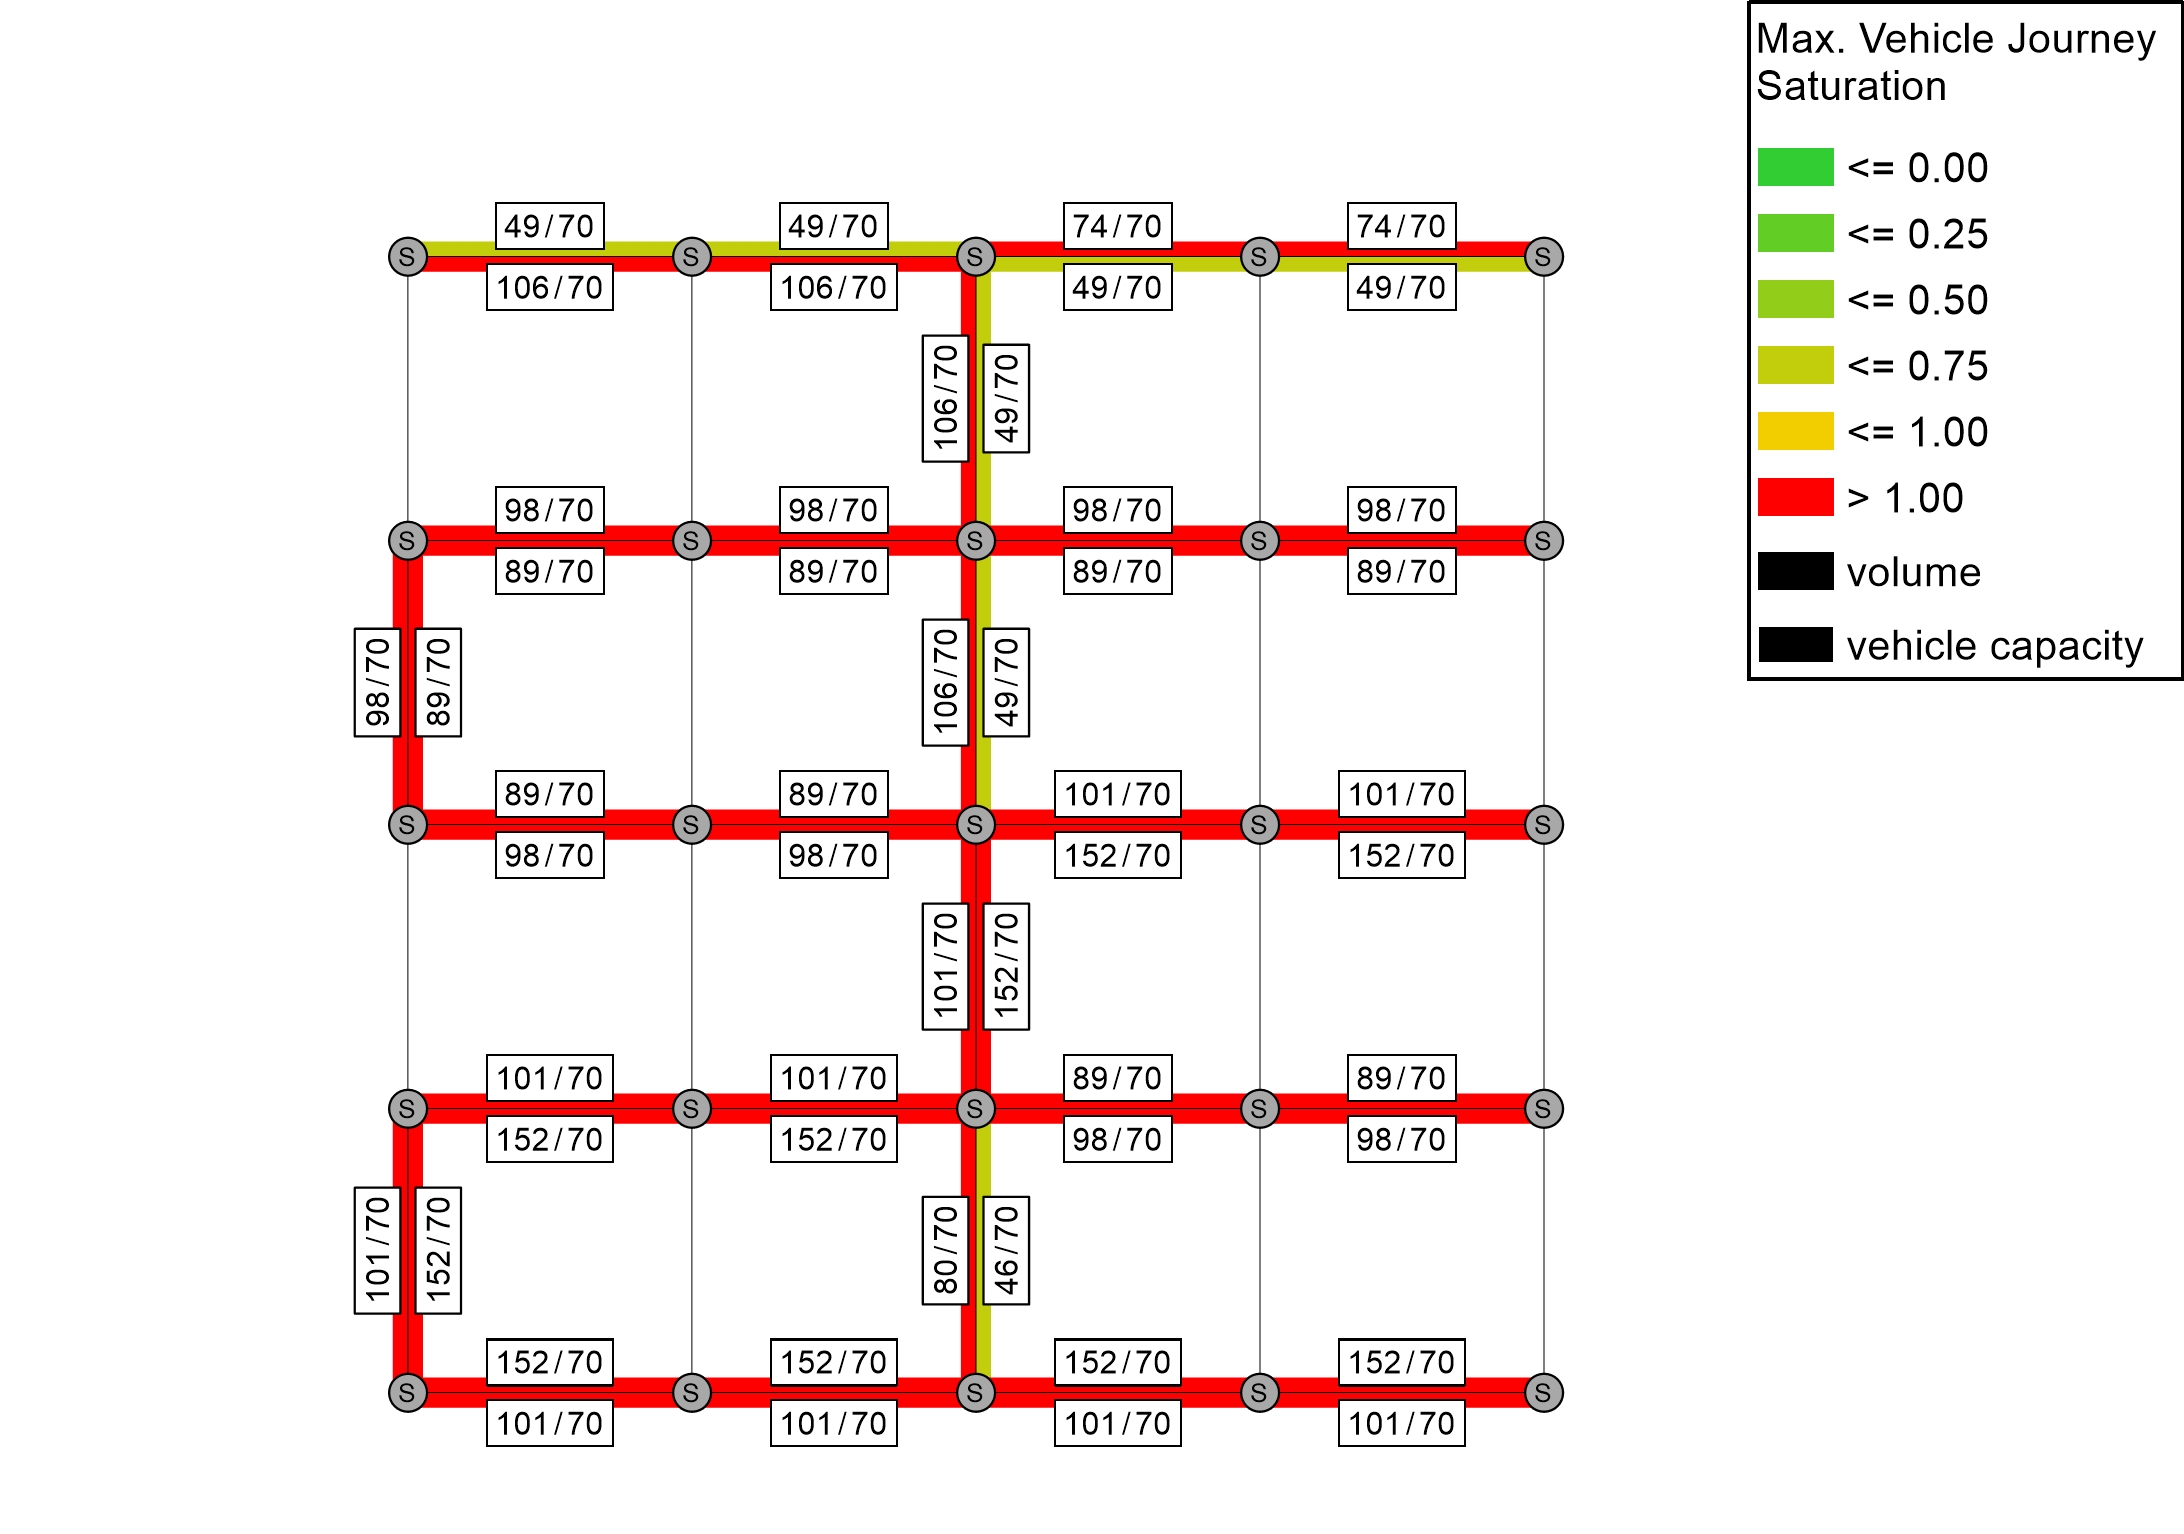 Max. Vehicle Journey
Saturation
<= 0.00
<= 0.25
<= 0.50
<= 0.75
<= 1.00
> 1.00
volume
vehicle capacity
49/70 49/70 74/70 74/70
S S S S S
106/70 106/70 49/70 49/70
106/70 49/70
98/70 98/70 98/70 98/70
S S S S S
89/70 89/70 89/70 89/70
98/70 89/70 106/70 49/70
89/70 89/70 101/70 101/70
S S S S S
98/70 98/70 152/70 152/70
101/70 152/70
101/70 101/70 89/70 89/70
S S S S S
152/70 152/70 98/70 98/70
101/70 152/70 80/70 46/70
152/70 152/70 152/70 152/70
S S S S S
101/70 101/70 101/70 101/70